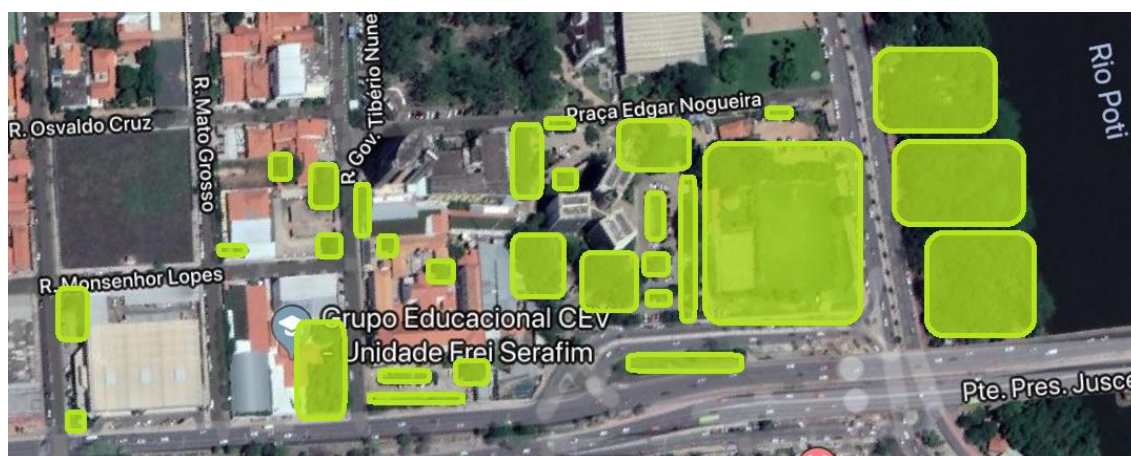 Rio Poti
R. Gov. Tibério Nune
Praça Edgar Nogueira
R. Osvaldo Cruz
R. Mato Grosso
R. Monsenhor Lopes
Grupo Educacional CEV
- Unidade Frei Serafim
Pte. Pres. Jusce